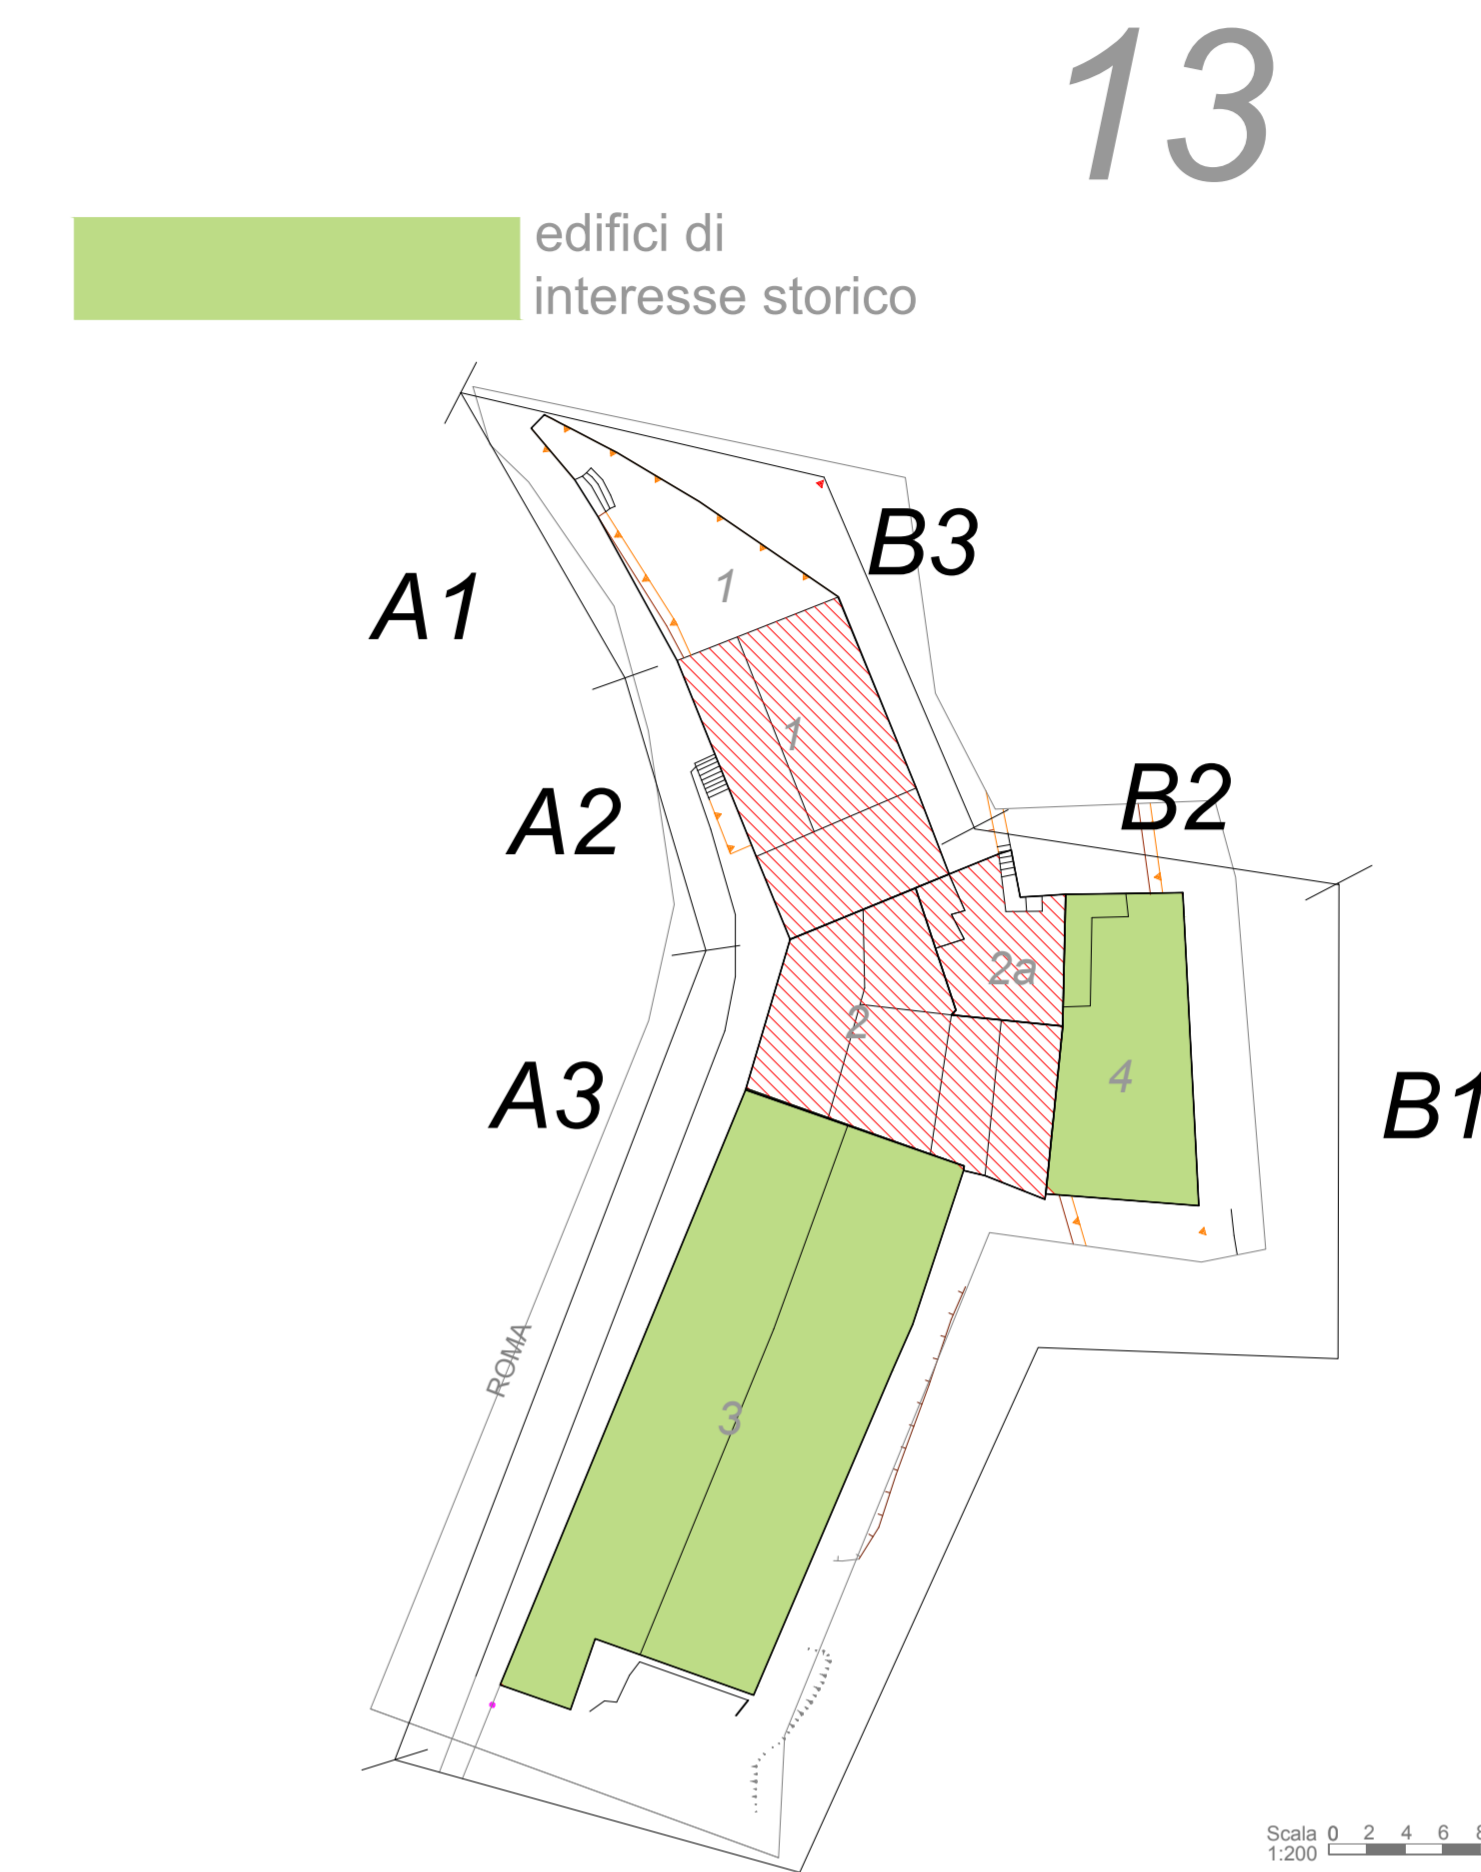 13
edifici di
interesse storico
B3
A1
1
1
B2
A2
2a
2
4
A3
B1
ROMA
3
Scala 0 2 4 6 8
1:200